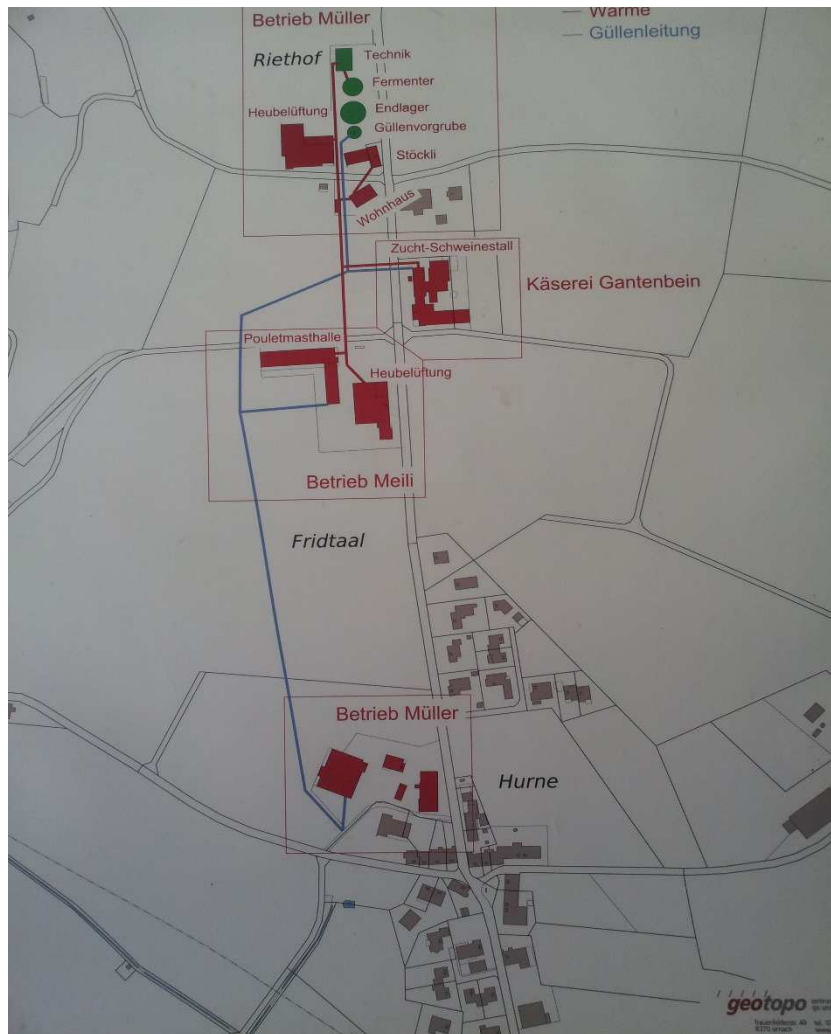 Betrieb Müller
Wärme
Güllenleitung
Riethof
Technik
Fermenter
Endlager
Heubelüftung
Güllenvorgrube
Stöckli
Wohnhaus
Zucht-Schweinestall
Käserei Gantenbein
Pouletmasthalle
Heubelüftung
Betrieb Meili
Fridtaal
Betrieb Müller
Hurne
geotopo